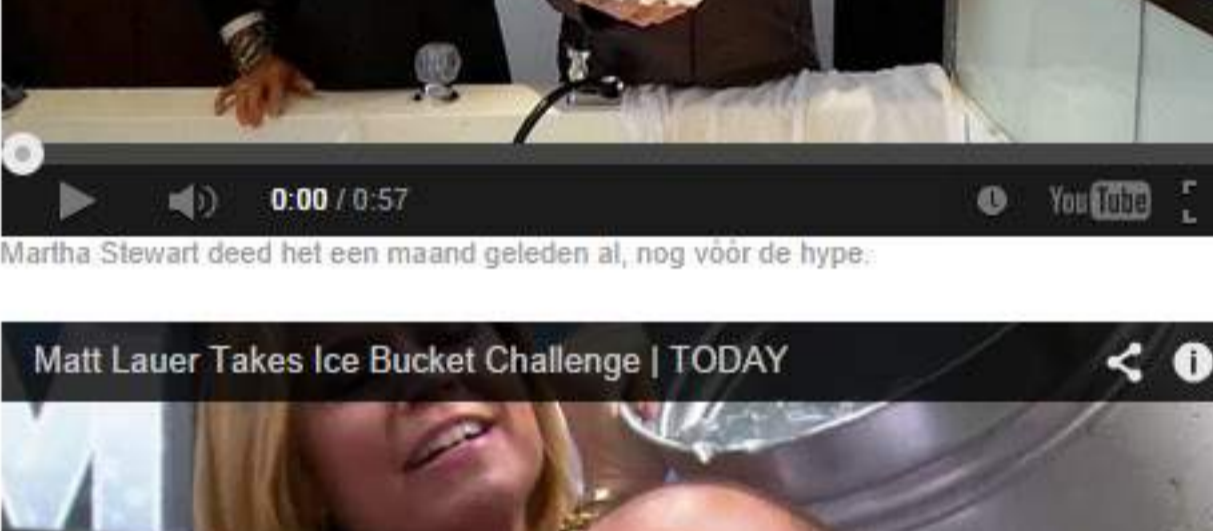 0:00 / 0:57 YouTube
Martha Stewart deed het een maand geleden al, nog vòòr de hype.
Matt Lauer Takes Ice Bucket Challenge | TODAY